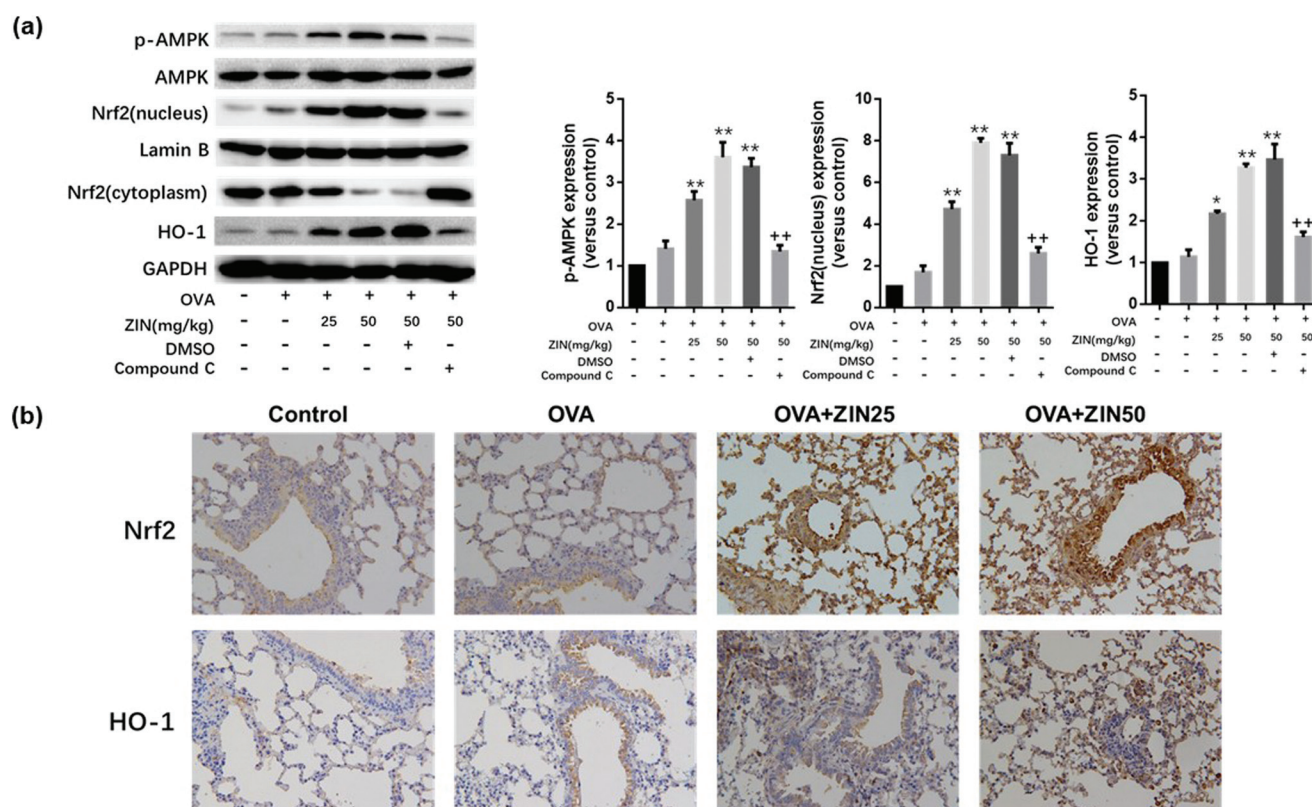 (a)
p-AMPK
AMPK
Nrf2(nucleus)
Lamin B
Nrf2(cytoplasm)
HO-1
GAPDH
OVA - + + + + +
ZIN(mg/kg) - - 25 50 50 50
DMSO - - - - + -
Compound C - - - - - +
p-AMPK expression
(versus control)
5
4
3
2
1
0
** ** ** ++
OVA - + + + + +
ZIN(mg/kg) - - 25 50 50 50
DMSO - - - - + -
Compound C - - - - - +
Nrf2(nucleus) expression
(versus control)
10
8
6
4
2
0
** ** ** ++
OVA - + + + + +
ZIN(mg/kg) - - 25 50 50 50
DMSO - - - - + -
Compound C - - - - - +
HO-1 expression
(versus control)
5
4
3
2
1
0
* ** ** ++
OVA - + + + + +
ZIN(mg/kg) - - 25 50 50 50
DMSO - - - - + -
Compound C - - - - - +
(b)
Control OVA OVA+ZIN25 OVA+ZIN50
Nrf2
HO-1